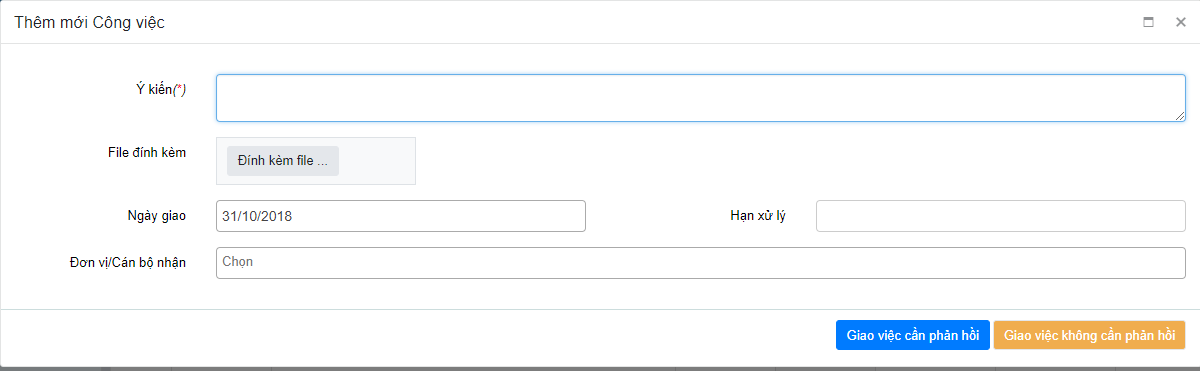 Thêm mới Công việc
Ý kiến(*)
File đính kèm
Đính kèm file ...
Ngày giao
31/10/2018
Hạn xử lý
Đơn vị/Cán bộ nhận
Chọn
Giao việc cần phản hồi
Giao việc không cần phản hồi